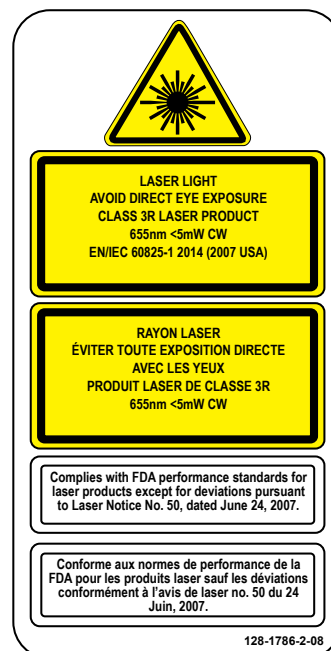 LASER LIGHT
AVOID DIRECT EYE EXPOSURE
CLASS 3R LASER PRODUCT
655nm <5mW CW
EN/IEC 60825-1 2014 (2007 USA)
RAYON LASER
ÉVITER TOUTE EXPOSITION DIRECTE
AVEC LES YEUX
PRODUIT LASER DE CLASSE 3R
655nm <5mW CW
Complies with FDA performance standards for
laser products except for deviations pursuant
to Laser Notice No. 50, dated June 24, 2007.
Conforme aux normes de performance de la
FDA pour les produits laser sauf les déviations
conformément à l'avis de laser no. 50 du 24
Juin, 2007.
128-1786-2-08